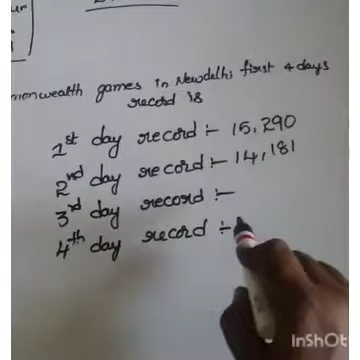 ur
monwealth games in Newdelhi first 4 days
record is
1st day record :- 15,290
2nd day record :- 14,181
3rd day record :-
4th day record :-
InShOt